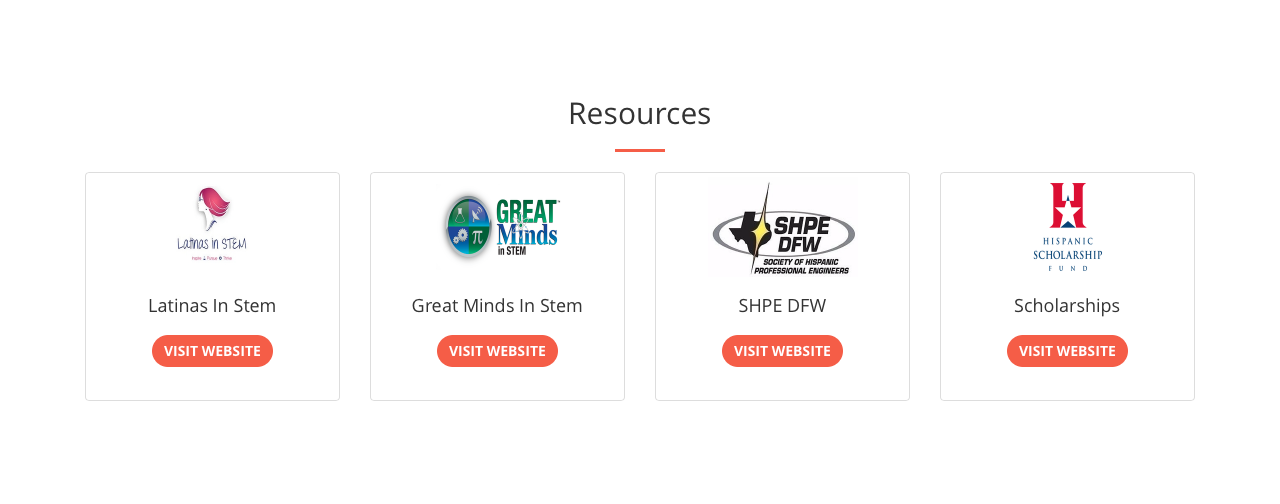 Resources
Latinas in STEM
GREAT
Minds
in STEM
SHPE
DFW
SOCIETY OF HISPANIC
PROFESSIONAL ENGINEERS
HISPANIC
SCHOLARSHIP
FUND
Latinas In Stem
Great Minds In Stem
SHPE DFW
Scholarships
VISIT WEBSITE
VISIT WEBSITE
VISIT WEBSITE
VISIT WEBSITE